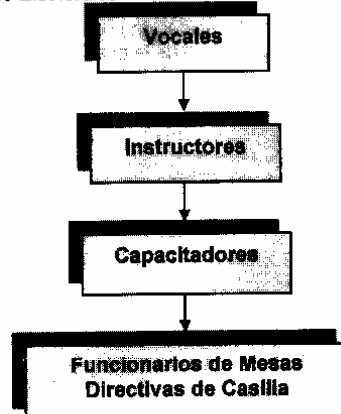 Vocales
Instructores
Capacitadores
Funcionarios de Mesas
Directivas de Casilla